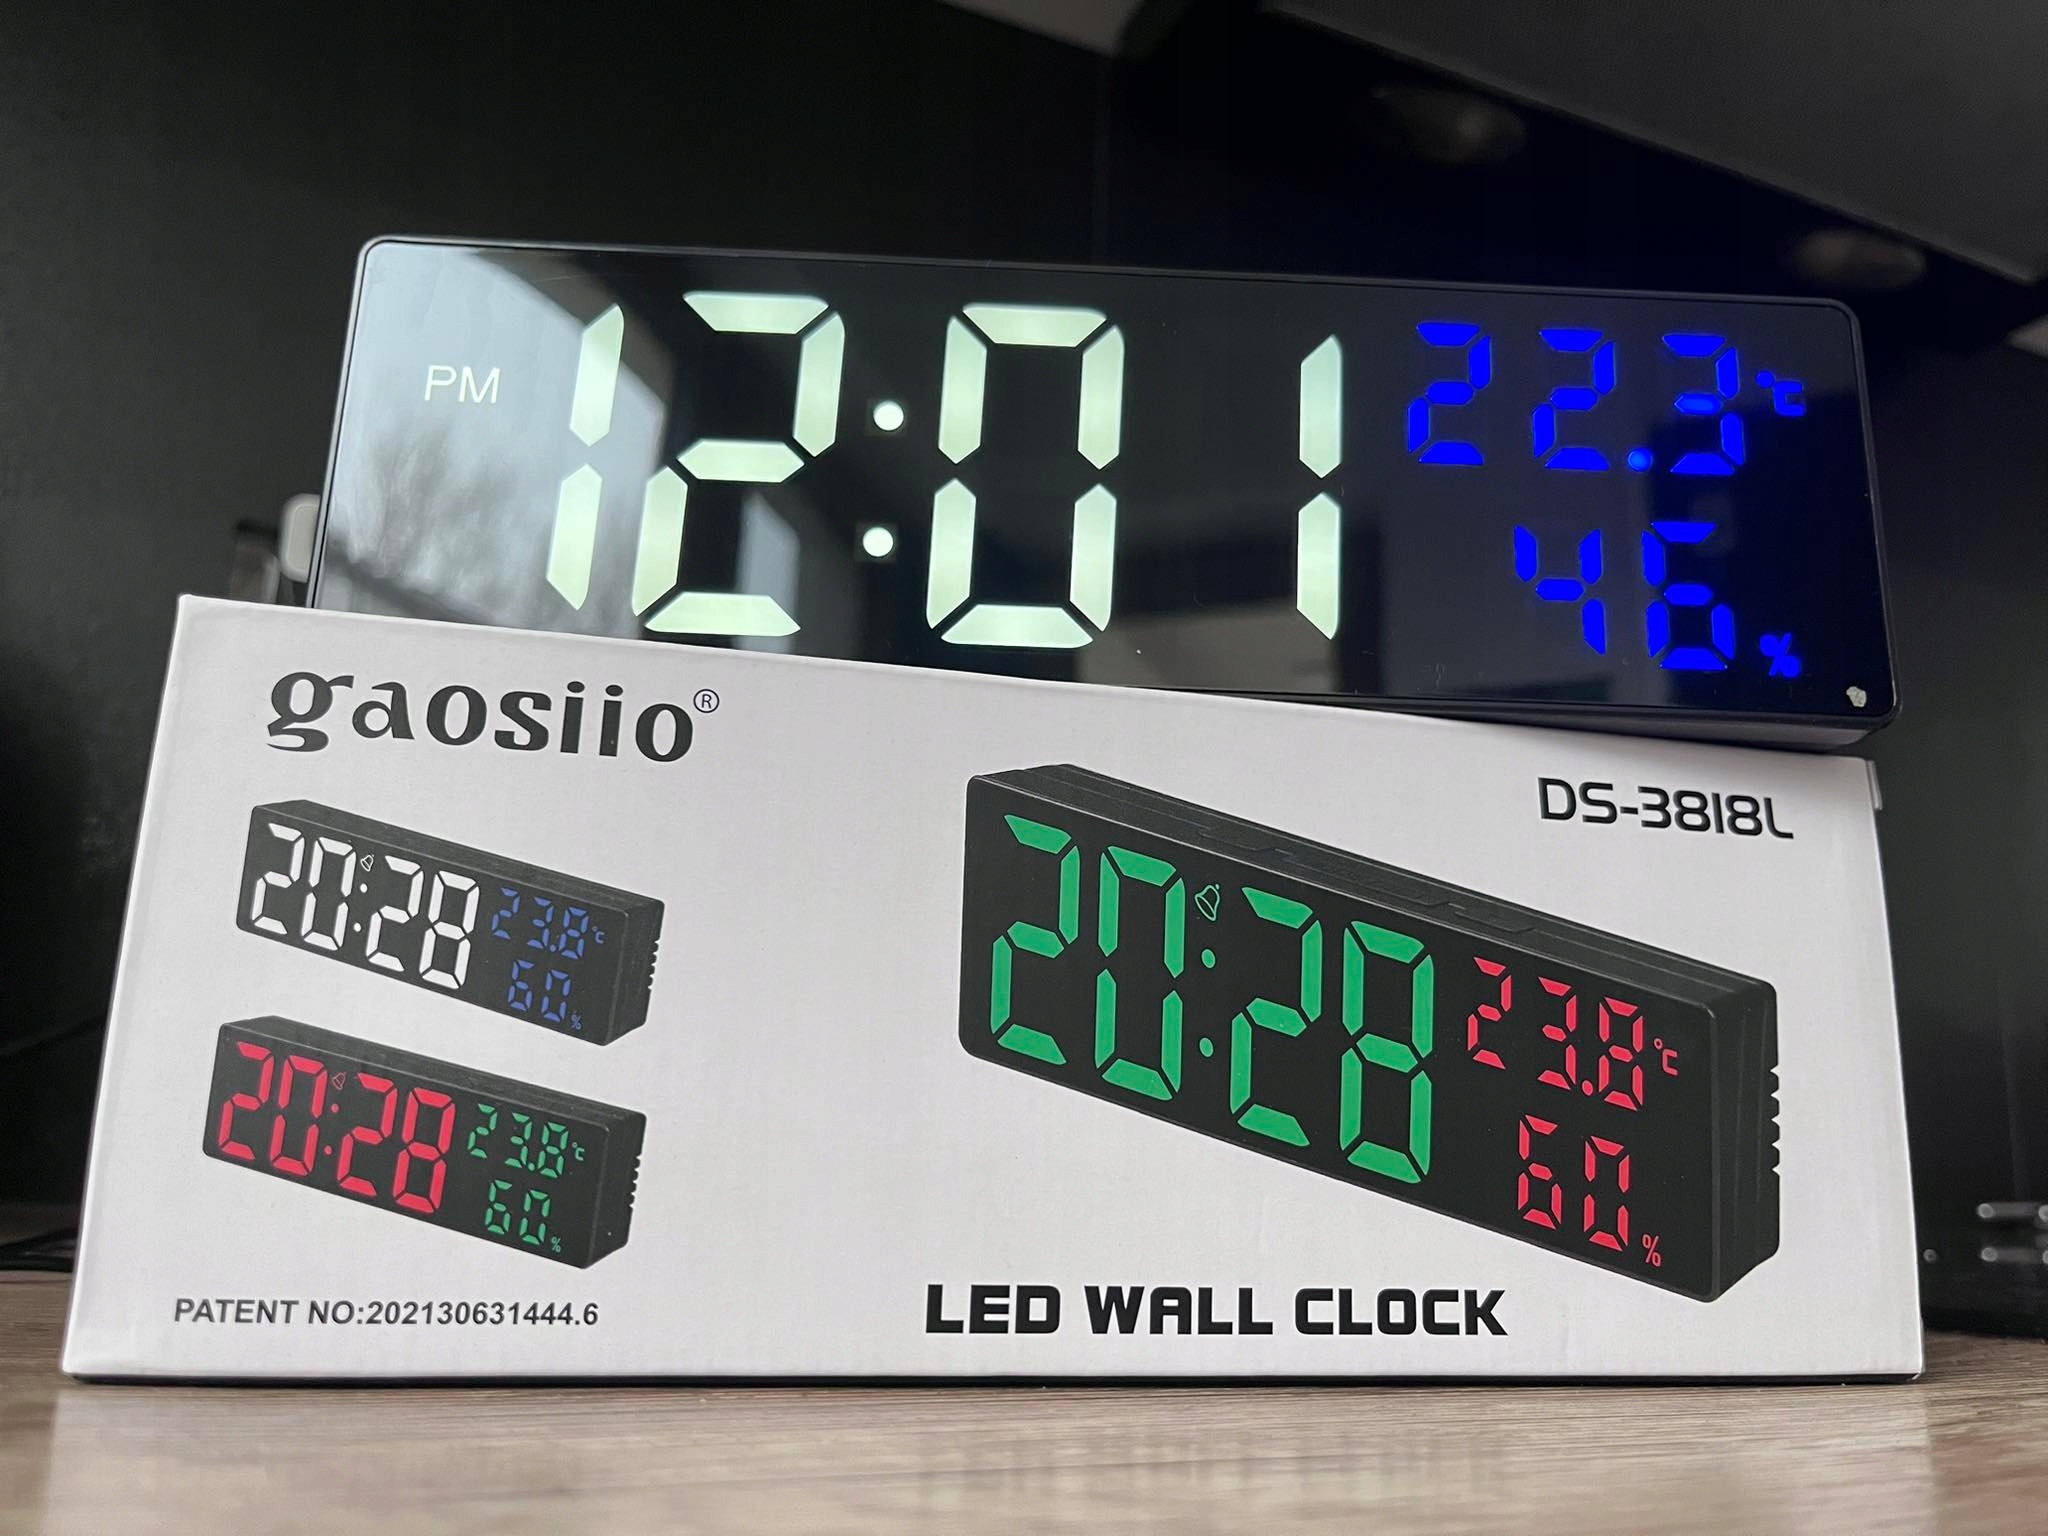 PM 12:01 22.3°C
46%
gaosiio®
DS-3818L
20:28 23.8°C
60%
20:28 23.8°C
60%
20:28 23.8°C
60%
PATENT NO:202130631444.6
LED WALL CLOCK